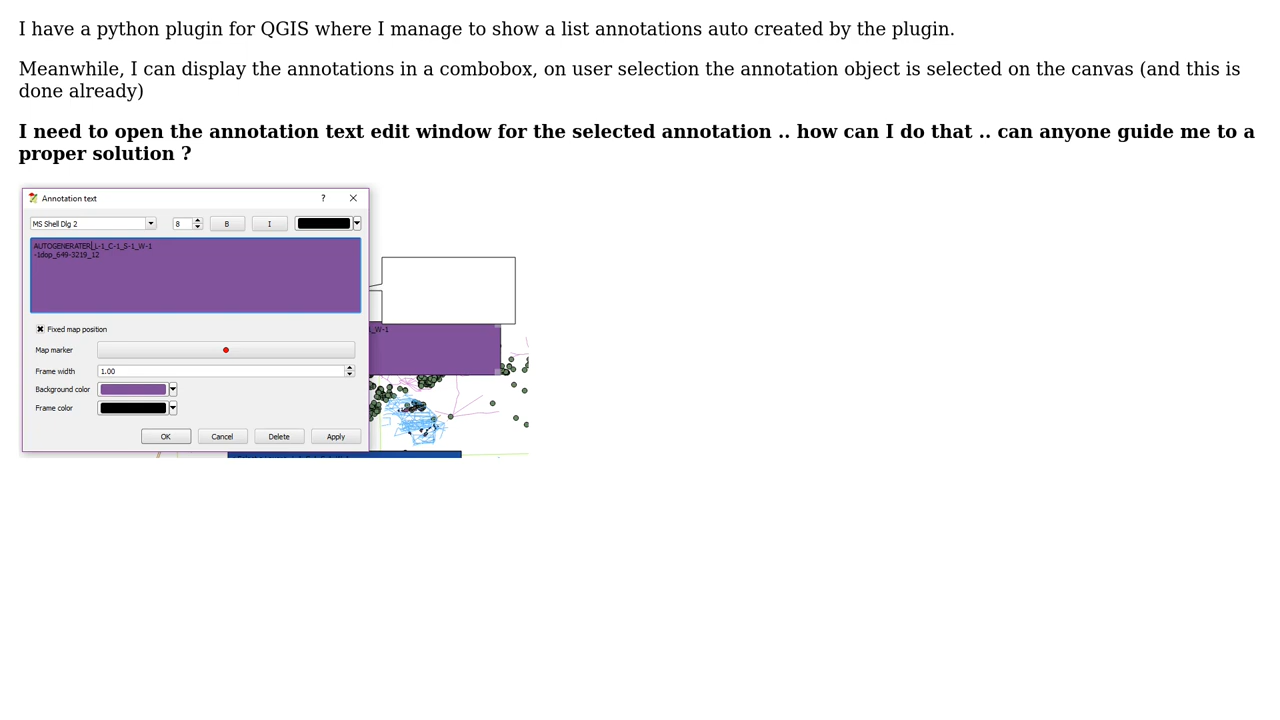 I have a python plugin for QGIS where I manage to show a list annotations auto created by the plugin.
Meanwhile, I can display the annotations in a combobox, on user selection the annotation object is selected on the canvas (and this is
done already)
I need to open the annotation text edit window for the selected annotation .. how can I do that .. can anyone guide me to a
proper solution ?
Annotation text
?
MS Shell Dlg 2
8
B
I
AUTOGENERATER_L-1_C-1_S-1_W-1
-idop_649-3219_12
_W-1
Fixed map position
Map marker
Frame width
1.00
Background color
Frame color
OK
Cancel
Delete
Apply